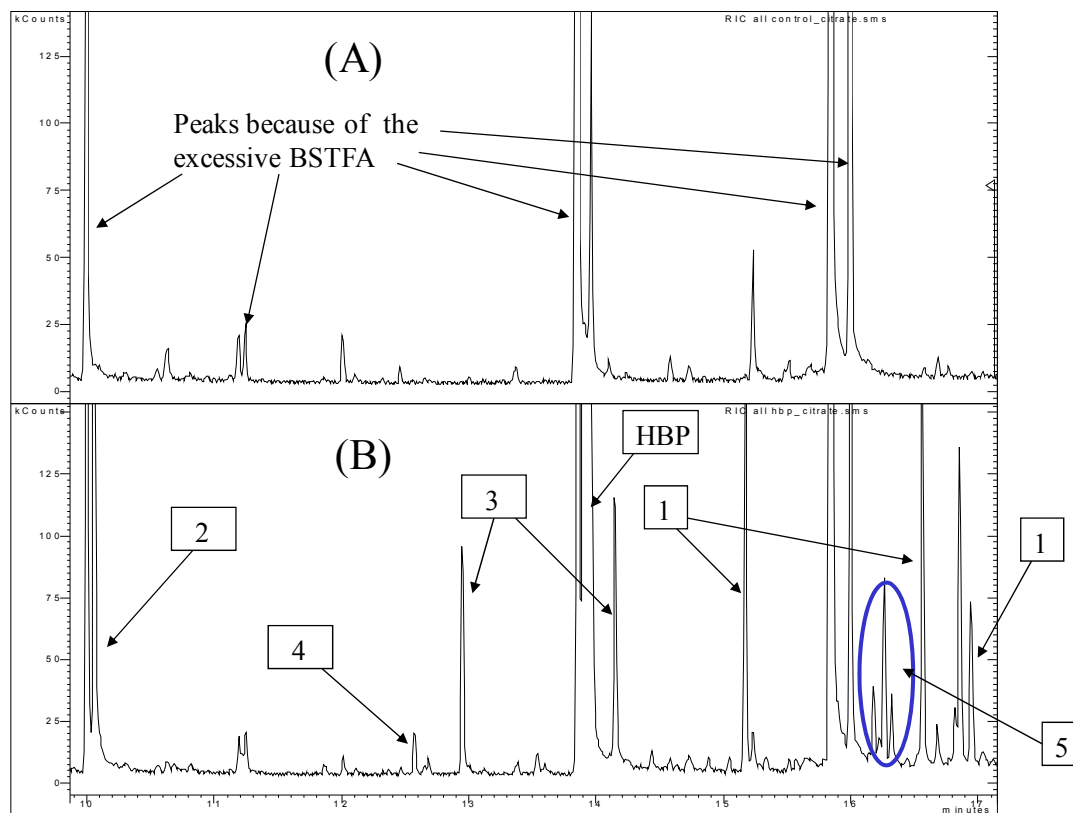 kCounts
RIC all control_citrate.sms
(A)
125
Peaks because of the
excessive BSTFA
100
75
50
25
0
kCounts
RIC all hbp_citrate.sms
(B)
HBP
125
3
1
2
100
1
75
4
50
25
5
0
10 11 12 13 14 15 16 17
minutes